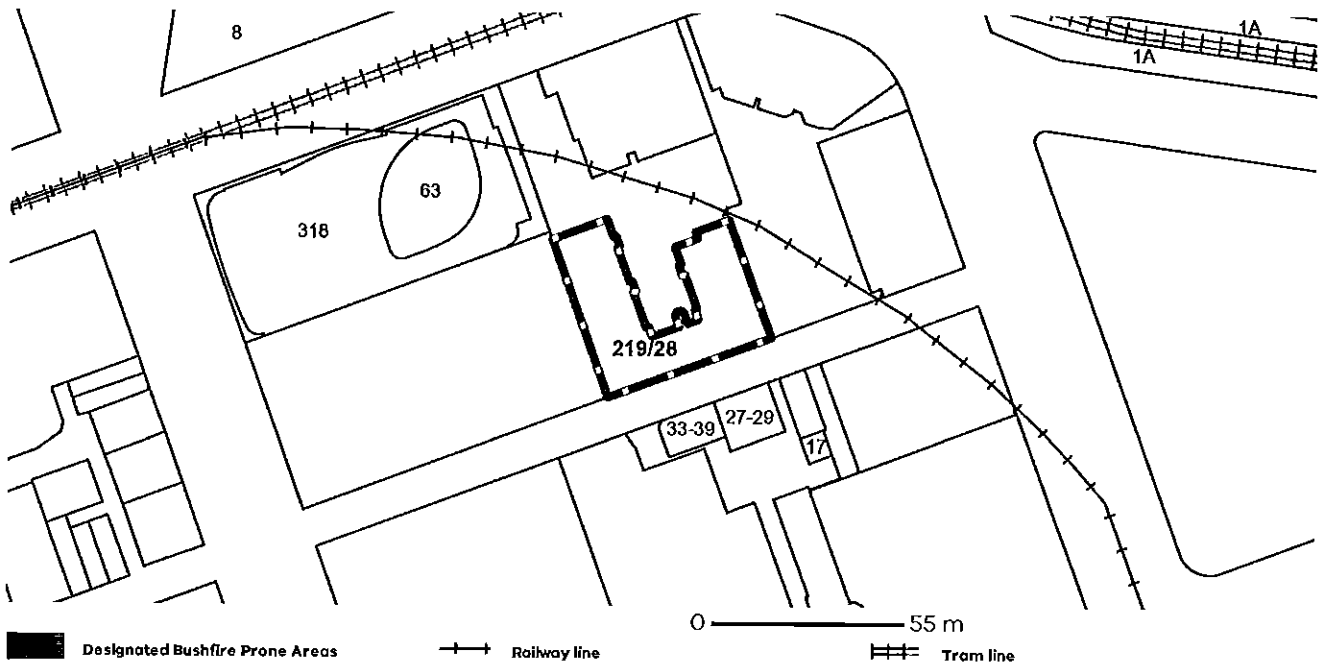 8
1A
1A
63
318
219/28
33-39
27-29
17
0 55 m
Designated Bushfire Prone Areas
Railway line
Tram line